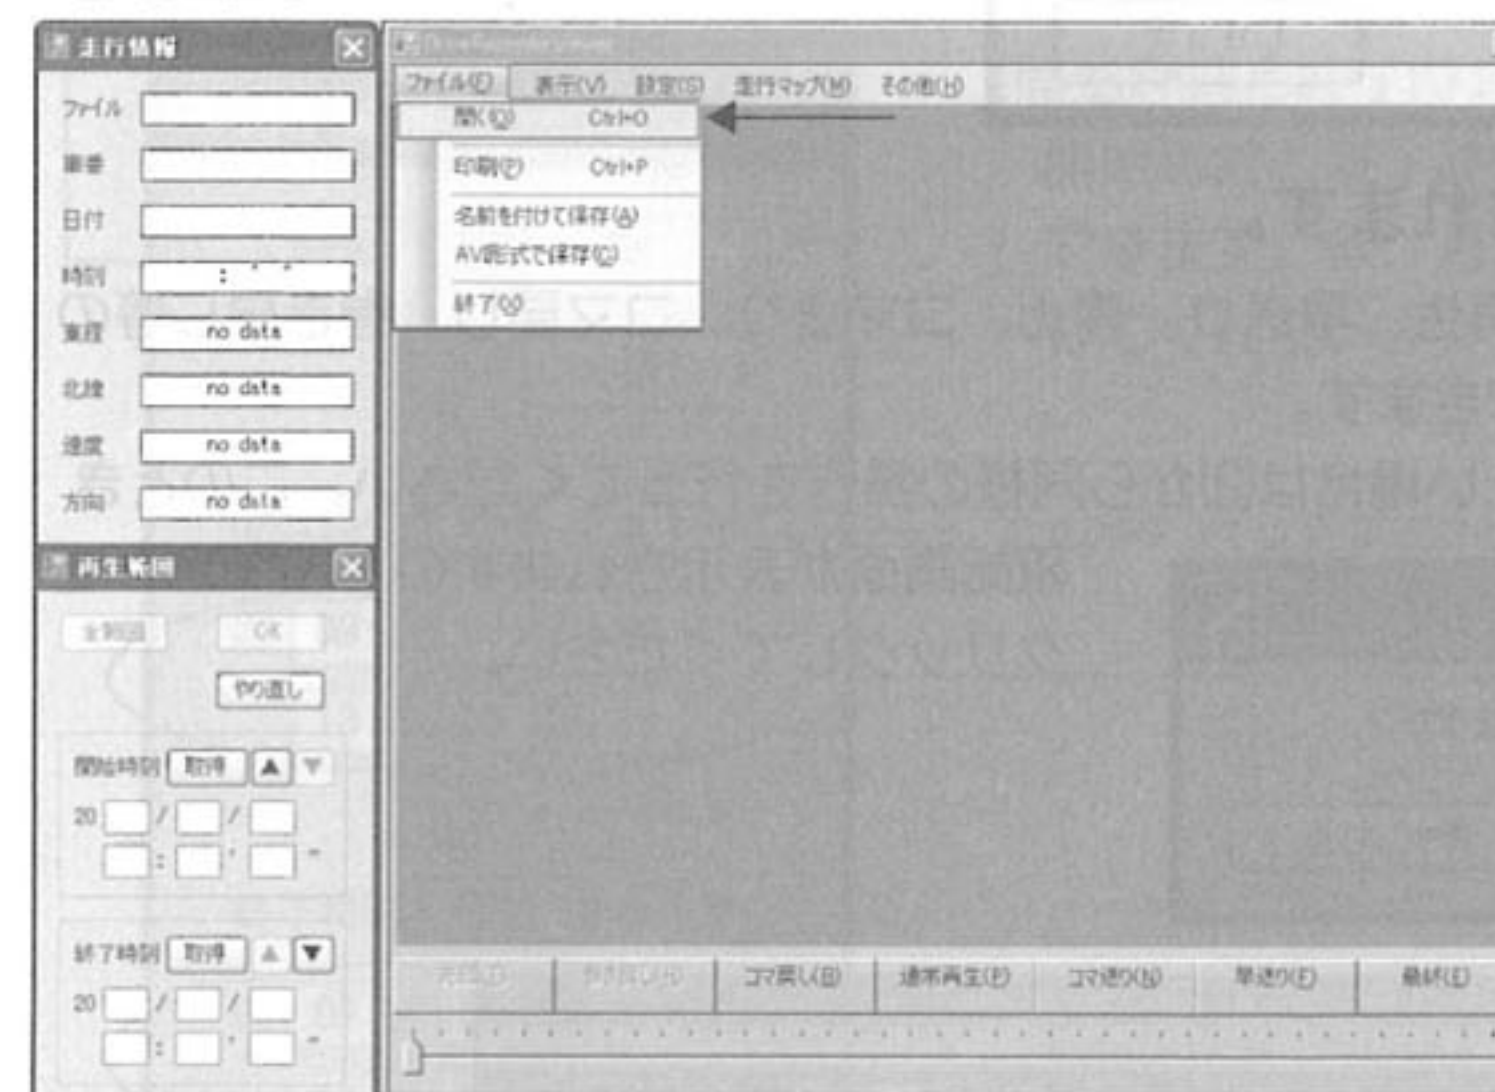 走行情報
ファイル
車番
日付
時刻 : ′ ″
東経 no data
北緯 no data
速度 no data
方向 no data
再生範囲
全範囲 OK
やり直し
開始時刻 取得 ▲ ▼
20 / /
: ′ ″
終了時刻 取得 ▲ ▼
20 / /
: ′ ″
ファイル(F) 表示(V) 設定(S) 走行マップ(M) その他(H)
開く(O) Ctrl+O
印刷(P) Ctrl+P
名前を付けて保存(A)
AVI形式で保存(C)
終了(X)
コマ戻し(B) 通常再生(P) コマ送り(N) 早送り(F) 最終(E)